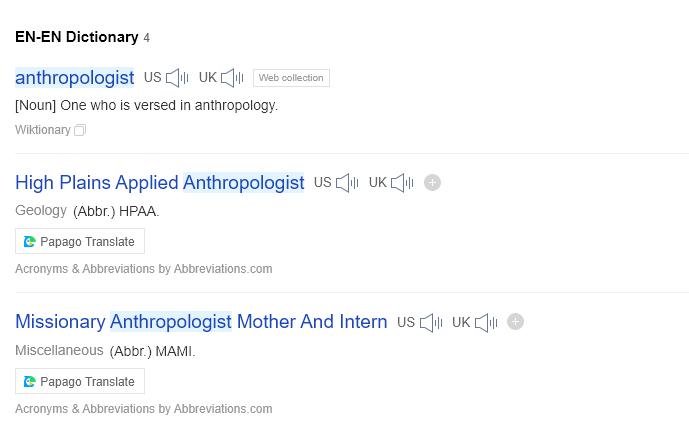 EN-EN Dictionary 4
anthropologist US UK Web collection
[Noun] One who is versed in anthropology.
Wiktionary
High Plains Applied Anthropologist US UK
Geology (Abbr.) HPAA.
Papago Translate
Acronyms & Abbreviations by Abbreviations.com
Missionary Anthropologist Mother And Intern US UK
Miscellaneous (Abbr.) MAMI.
Papago Translate
Acronyms & Abbreviations by Abbreviations.com